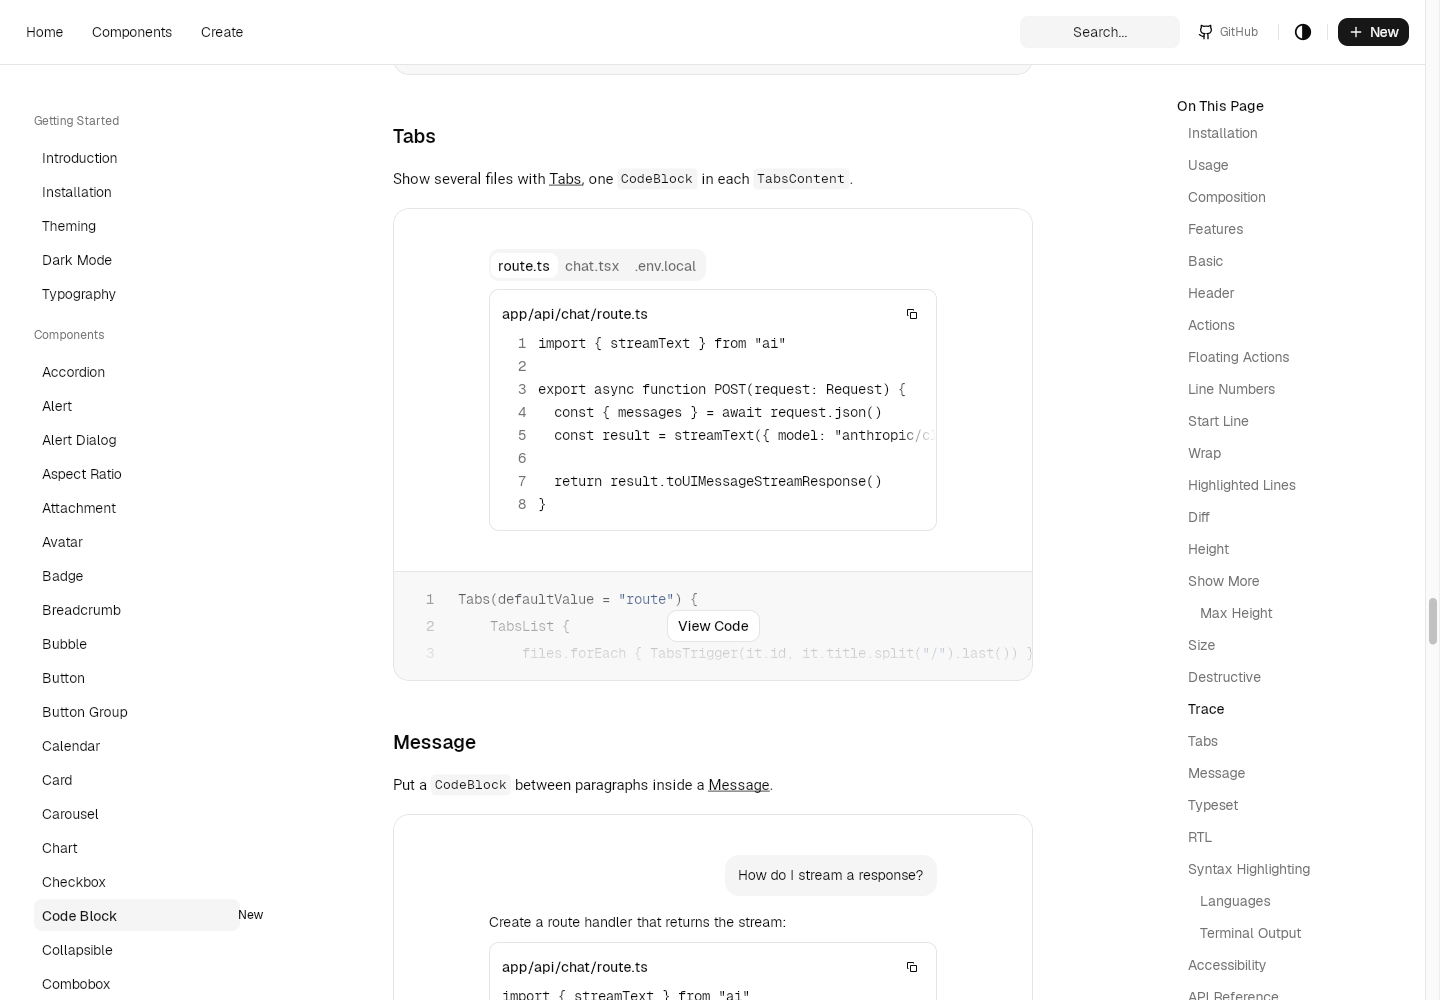 Home
Components
Create
Search...
GitHub
New
Getting Started
Introduction
Installation
Theming
Dark Mode
Typography
Components
Accordion
Alert
Alert Dialog
Aspect Ratio
Attachment
Avatar
Badge
Breadcrumb
Bubble
Button
Button Group
Calendar
Card
Carousel
Chart
Checkbox
Code Block New
Collapsible
Combobox
Tabs
Show several files with Tabs, one CodeBlock in each TabsContent.
route.ts chat.tsx .env.local
app/api/chat/route.ts
1 import { streamText } from "ai"
2
3 export async function POST(request: Request) {
4 const { messages } = await request.json()
5 const result = streamText({ model: "anthropic/c
6
7 return result.toUIMessageStreamResponse()
8 }
1 Tabs(defaultValue = "route") {
2 TabsList {
View Code
3 files.forEach { TabsTrigger(it.id, it.title.split("/").last()) }
Message
Put a CodeBlock between paragraphs inside a Message.
How do I stream a response?
Create a route handler that returns the stream:
app/api/chat/route.ts
import { streamText } from "ai"
On This Page
Installation
Usage
Composition
Features
Basic
Header
Actions
Floating Actions
Line Numbers
Start Line
Wrap
Highlighted Lines
Diff
Height
Show More
Max Height
Size
Destructive
Trace
Tabs
Message
Typeset
RTL
Syntax Highlighting
Languages
Terminal Output
Accessibility
API Reference